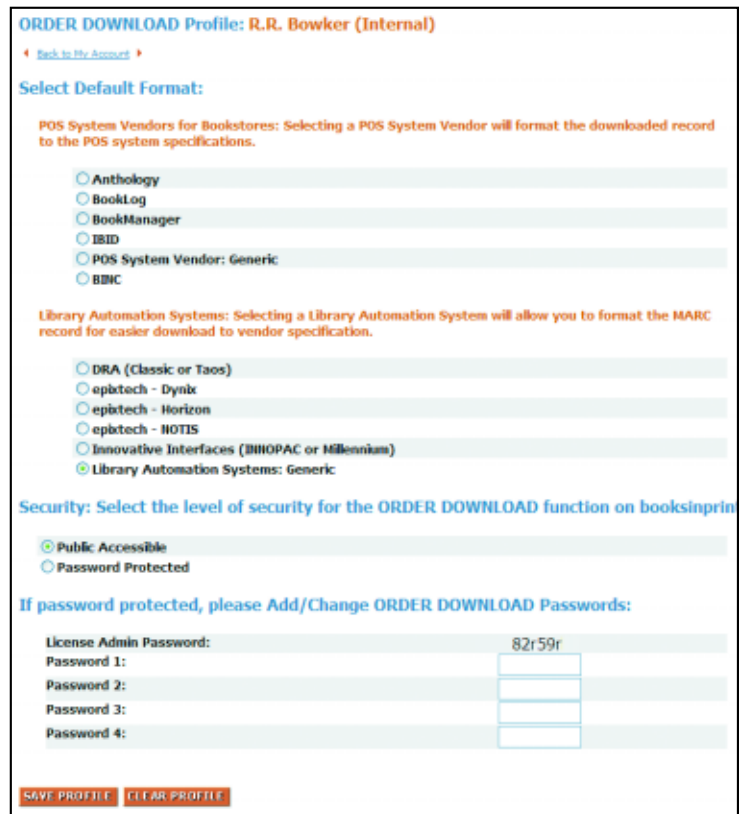 ORDER DOWNLOAD Profile: R.R. Bowker (Internal)
Back to My Account
Select Default Format:
POS System Vendors for Bookstores: Selecting a POS System Vendor will format the downloaded record
to the POS system specifications.
Anthology
BookLog
BookManager
IBID
POS System Vendor: Generic
BINC
Library Automation Systems: Selecting a Library Automation System will allow you to format the MARC
record for easier download to vendor specification.
DRA (Classic or Taos)
epixtech - Dynix
epixtech - Horizon
epixtech - NOTIS
Innovative Interfaces (INNOPAC or Millennium)
Library Automation Systems: Generic
Security: Select the level of security for the ORDER DOWNLOAD function on booksinprin
Public Accessible
Password Protected
If password protected, please Add/Change ORDER DOWNLOAD Passwords:
License Admin Password: 82r59r
Password 1:
Password 2:
Password 3:
Password 4:
SAVE PROFILE CLEAR PROFILE